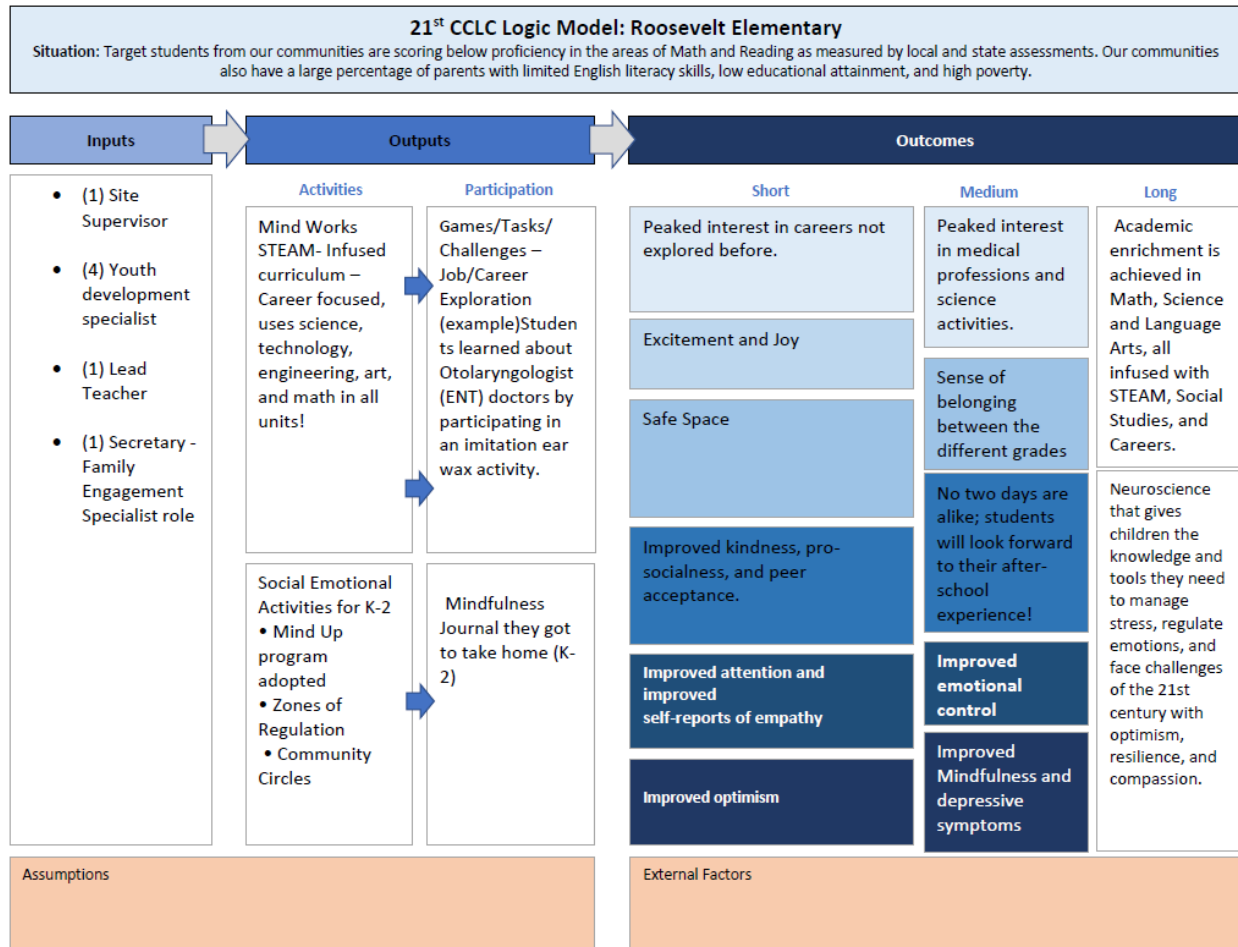 21st CCLC Logic Model: Roosevelt Elementary
Situation: Target students from our communities are scoring below proficiency in the areas of Math and Reading as measured by local and state assessments. Our communities
also have a large percentage of parents with limited English literacy skills, low educational attainment, and high poverty.
Inputs
Outputs
Outcomes
• (1) Site
Supervisor
• (4) Youth
development
specialist
• (1) Lead
Teacher
• (1) Secretary -
Family
Engagement
Specialist role
Activities
Mind Works
STEAM- Infused
curriculum –
Career focused,
uses science,
technology,
engineering, art,
and math in all
units!
Social Emotional
Activities for K-2
• Mind Up
program
adopted
• Zones of
Regulation
• Community
Circles
Participation
Games/Tasks/
Challenges –
Job/Career
Exploration
(example)Studen
ts learned about
Otolaryngologist
(ENT) doctors by
participating in
an imitation ear
wax activity.
Mindfulness
Journal they got
to take home (K-
2)
Short
Peaked interest in careers not
explored before.
Excitement and Joy
Safe Space
Improved kindness, pro-
socialness, and peer
acceptance.
Improved attention and
improved
self-reports of empathy
Improved optimism
Medium
Peaked interest
in medical
professions and
science
activities.
Sense of
belonging
between the
different grades
No two days are
alike; students
will look forward
to their after-
school
experience!
Improved
emotional
control
Improved
Mindfulness and
depressive
symptoms
Long
Academic
enrichment is
achieved in
Math, Science
and Language
Arts, all
infused with
STEAM, Social
Studies, and
Careers.
Neuroscience
that gives
children the
knowledge and
tools they need
to manage
stress, regulate
emotions, and
face challenges
of the 21st
century with
optimism,
resilience, and
compassion.
Assumptions
External Factors